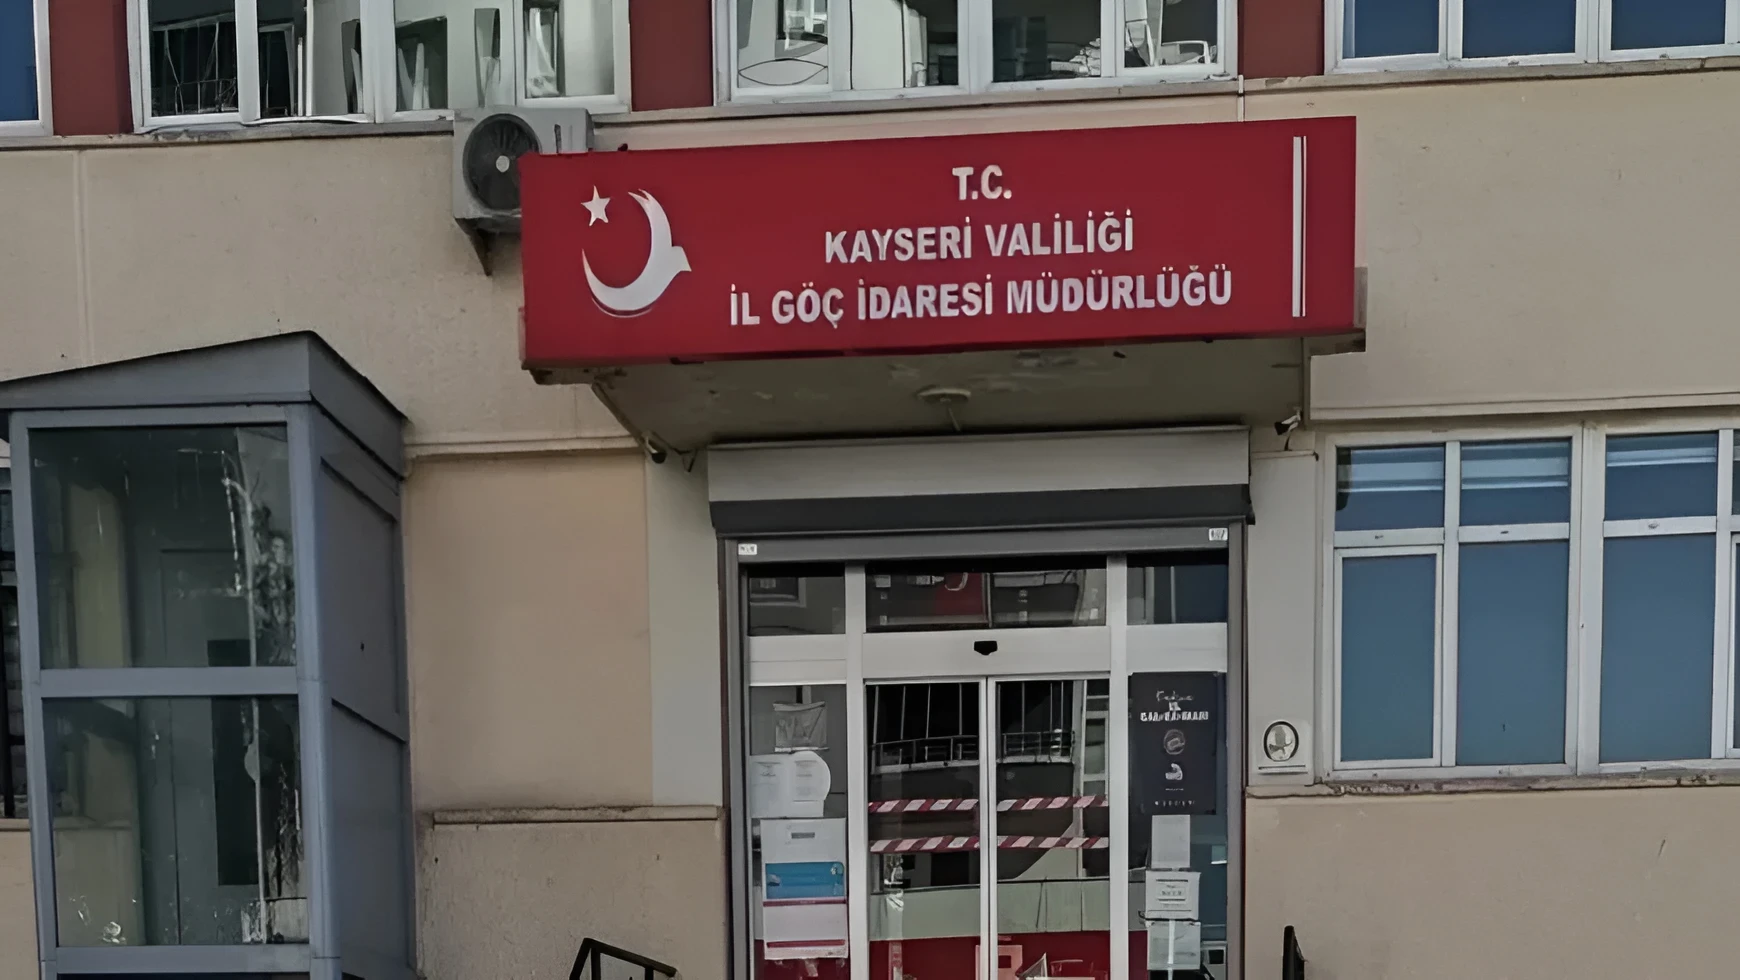 T.C.
KAYSERİ VALİLİĞİ
İL GÖÇ İDARESİ MÜDÜRLÜĞÜ